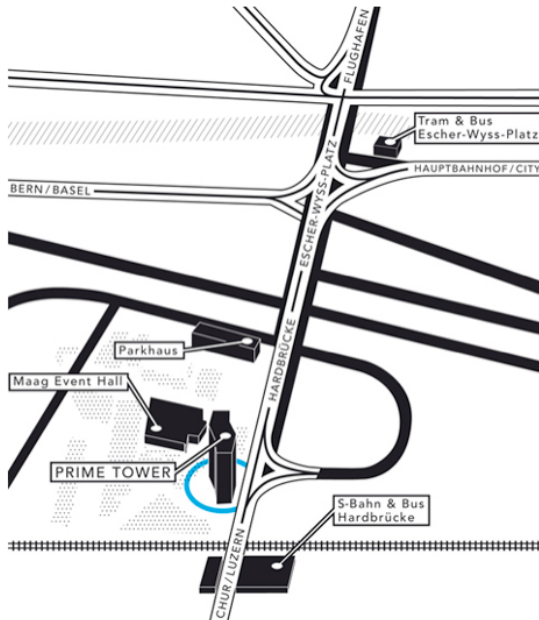 FLUGHAFEN
Tram & Bus
Escher-Wyss-Platz
ESCHER-WYSS-PLATZ
HAUPTBAHNHOF/CITY
BERN/BASEL
HARDBRÜCKE
Parkhaus
Maag Event Hall
PRIME TOWER
S-Bahn & Bus
Hardbrücke
CHUR/LUZERN